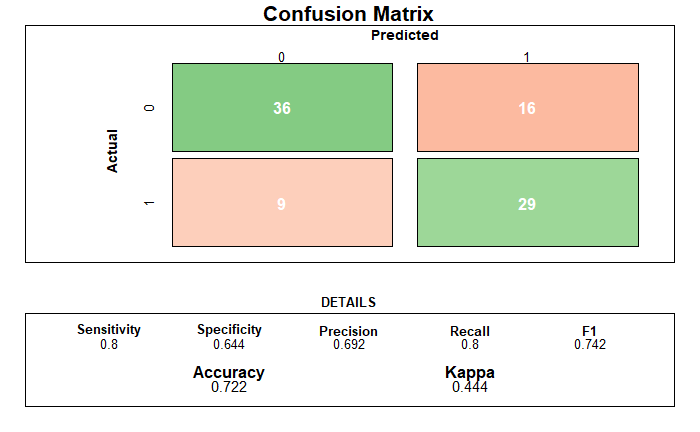 Confusion Matrix
Predicted
0 1
Actual
0 36 16
1 9 29
DETAILS
Sensitivity Specificity Precision Recall F1
0.8 0.644 0.692 0.8 0.742
Accuracy Kappa
0.722 0.444